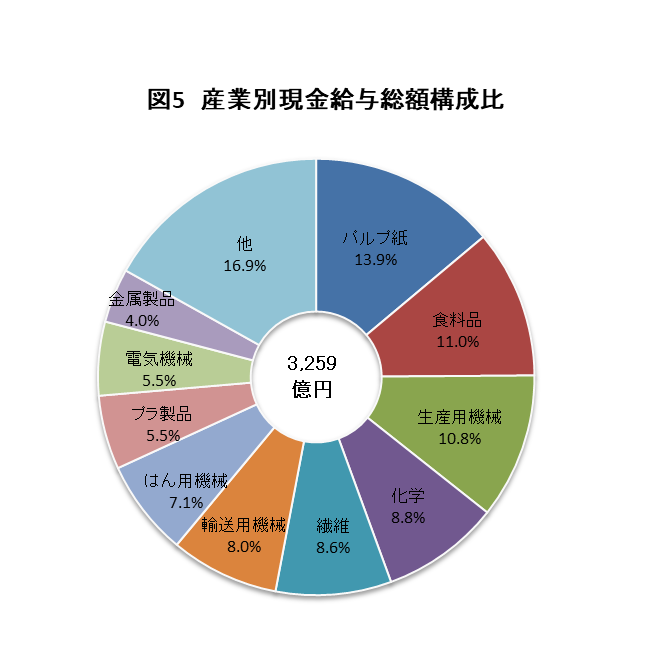 図5 産業別現金給与総額構成比
パルプ紙
13.9%
食料品
11.0%
生産用機械
10.8%
化学
8.8%
繊維
8.6%
輸送用機械
8.0%
はん用機械
7.1%
プラ製品
5.5%
電気機械
5.5%
金属製品
4.0%
他
16.9%
3,259
億円